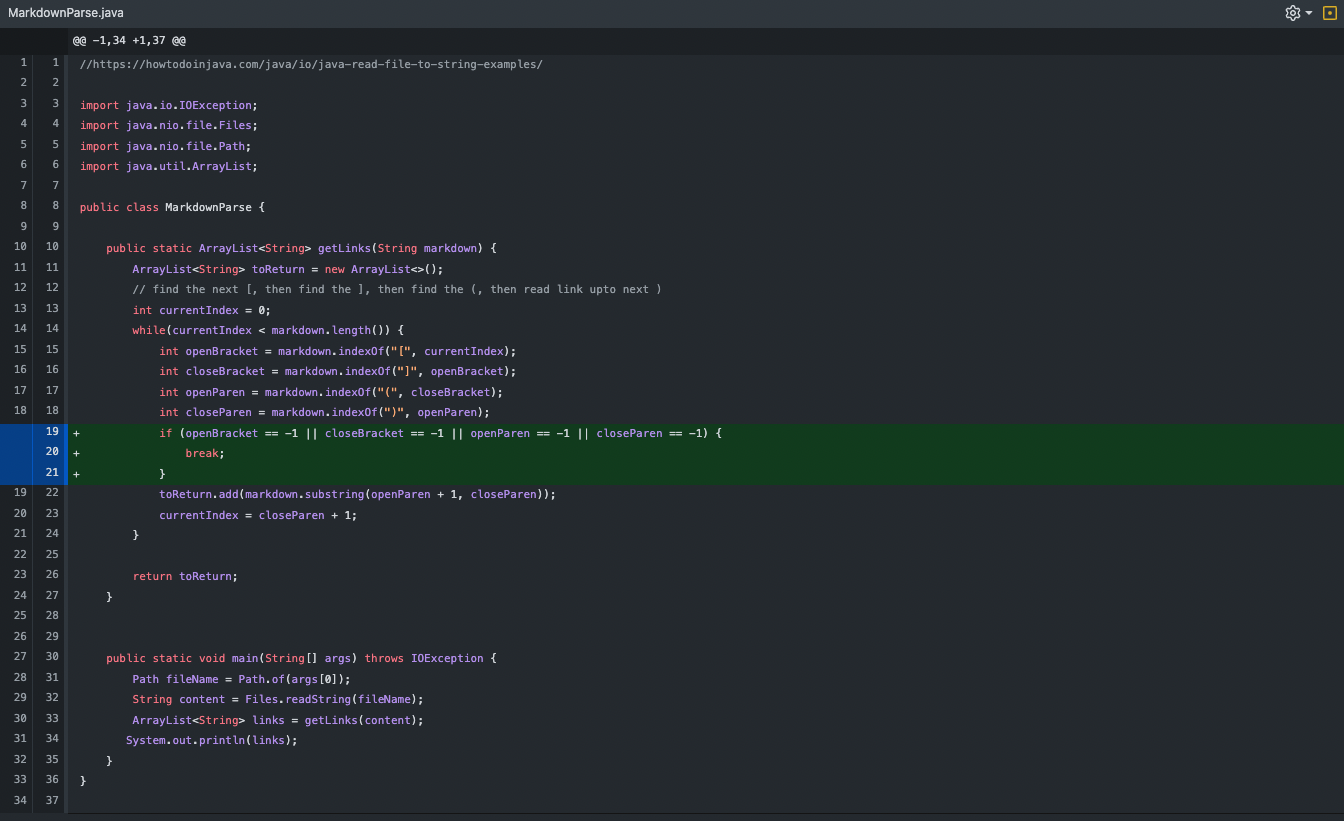 MarkdownParse.java
@@ -1,34 +1,37 @@
1 1 //https://howtodoinjava.com/java/io/java-read-file-to-string-examples/
2 2
3 3 import java.io.IOException;
4 4 import java.nio.file.Files;
5 5 import java.nio.file.Path;
6 6 import java.util.ArrayList;
7 7
8 8 public class MarkdownParse {
9 9
10 10     public static ArrayList<String> getLinks(String markdown) {
11 11         ArrayList<String> toReturn = new ArrayList<>();
12 12         // find the next [, then find the ], then find the (, then read link upto next )
13 13         int currentIndex = 0;
14 14         while(currentIndex < markdown.length()) {
15 15             int openBracket = markdown.indexOf("[", currentIndex);
16 16             int closeBracket = markdown.indexOf("]", openBracket);
17 17             int openParen = markdown.indexOf("(", closeBracket);
18 18             int closeParen = markdown.indexOf(")", openParen);
19 +             if (openBracket == -1 || closeBracket == -1 || openParen == -1 || closeParen == -1) {
20 +                 break;
21 +             }
19 22             toReturn.add(markdown.substring(openParen + 1, closeParen));
20 23             currentIndex = closeParen + 1;
21 24         }
22 25
23 26         return toReturn;
24 27     }
25 28
26 29
27 30     public static void main(String[] args) throws IOException {
28 31         Path fileName = Path.of(args[0]);
29 32         String content = Files.readString(fileName);
30 33         ArrayList<String> links = getLinks(content);
31 34        System.out.println(links);
32 35     }
33 36 }
34 37